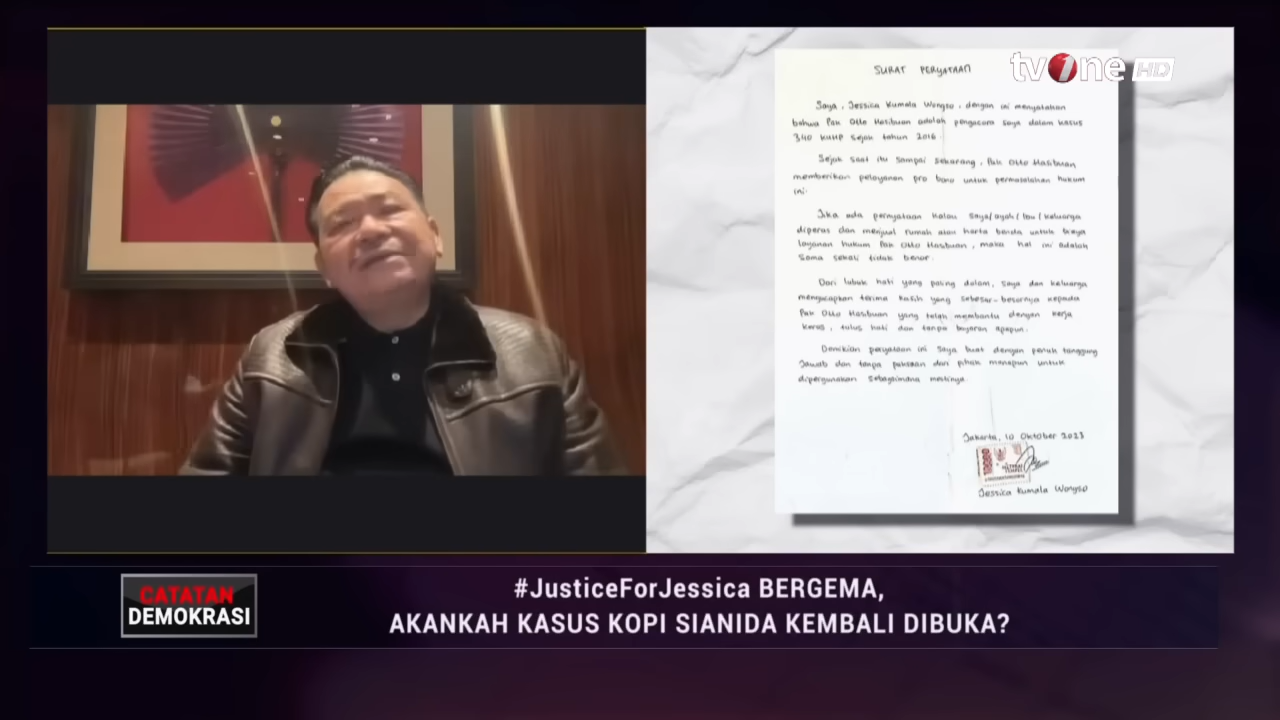 tvOne HD
SURAT PERYATAAN
Saya, Jessica Kumala Wongso, dengan ini menyatakan
bahwa Pak Otto Hasibuan adalah pengacara saya dalam kasus
340 KUHP sejak tahun 2016.
Sejak saat itu sampai sekarang, Pak Otto Hasibuan
memberikan pelayanan pro bono untuk permasalahan hukum
ini.
Jika ada pernyataan kalau saya/ayah/Ibu/keluarga
diperas dan menjual rumah atau harta benda untuk biaya
layanan hukum Pak Otto Hasibuan, maka hal ini adalah
sama sekali tidak benar.
Dari lubuk hati yang paling dalam, saya dan keluarga
mengucapkan terima kasih yang sebesar-besarnya kepada
Pak Otto Hasibuan yang telah membantu dengan kerja
keras, tulus hati dan tanpa bayaran apapun.
Demikian peryataan ini saya buat dengan penuh tanggung
Jawab dan tanpa paksaan dari pihak manapun untuk
dipergunakan sebagaimana mestinya.
Jakarta, 10 Oktober 2023
Jessica Kumala Wongso
CATATAN
DEMOKRASI
#JusticeForJessica BERGEMA,
AKANKAH KASUS KOPI SIANIDA KEMBALI DIBUKA?